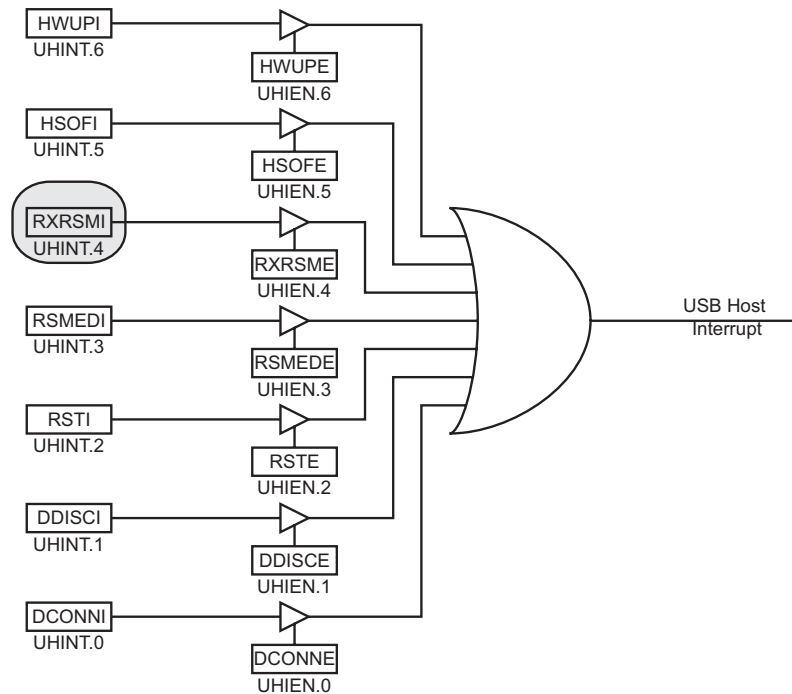 HWUPI
UHINT.6
HWUPE
UHIEN.6
HSOFI
UHINT.5
HSOFE
UHIEN.5
RXRSMI
UHINT.4
RXRSME
UHIEN.4
RSMEDI
UHINT.3
RSMEDE
UHIEN.3
RSTI
UHINT.2
RSTE
UHIEN.2
DDISCI
UHINT.1
DDISCE
UHIEN.1
DCONNI
UHINT.0
DCONNE
UHIEN.0
USB Host
Interrupt